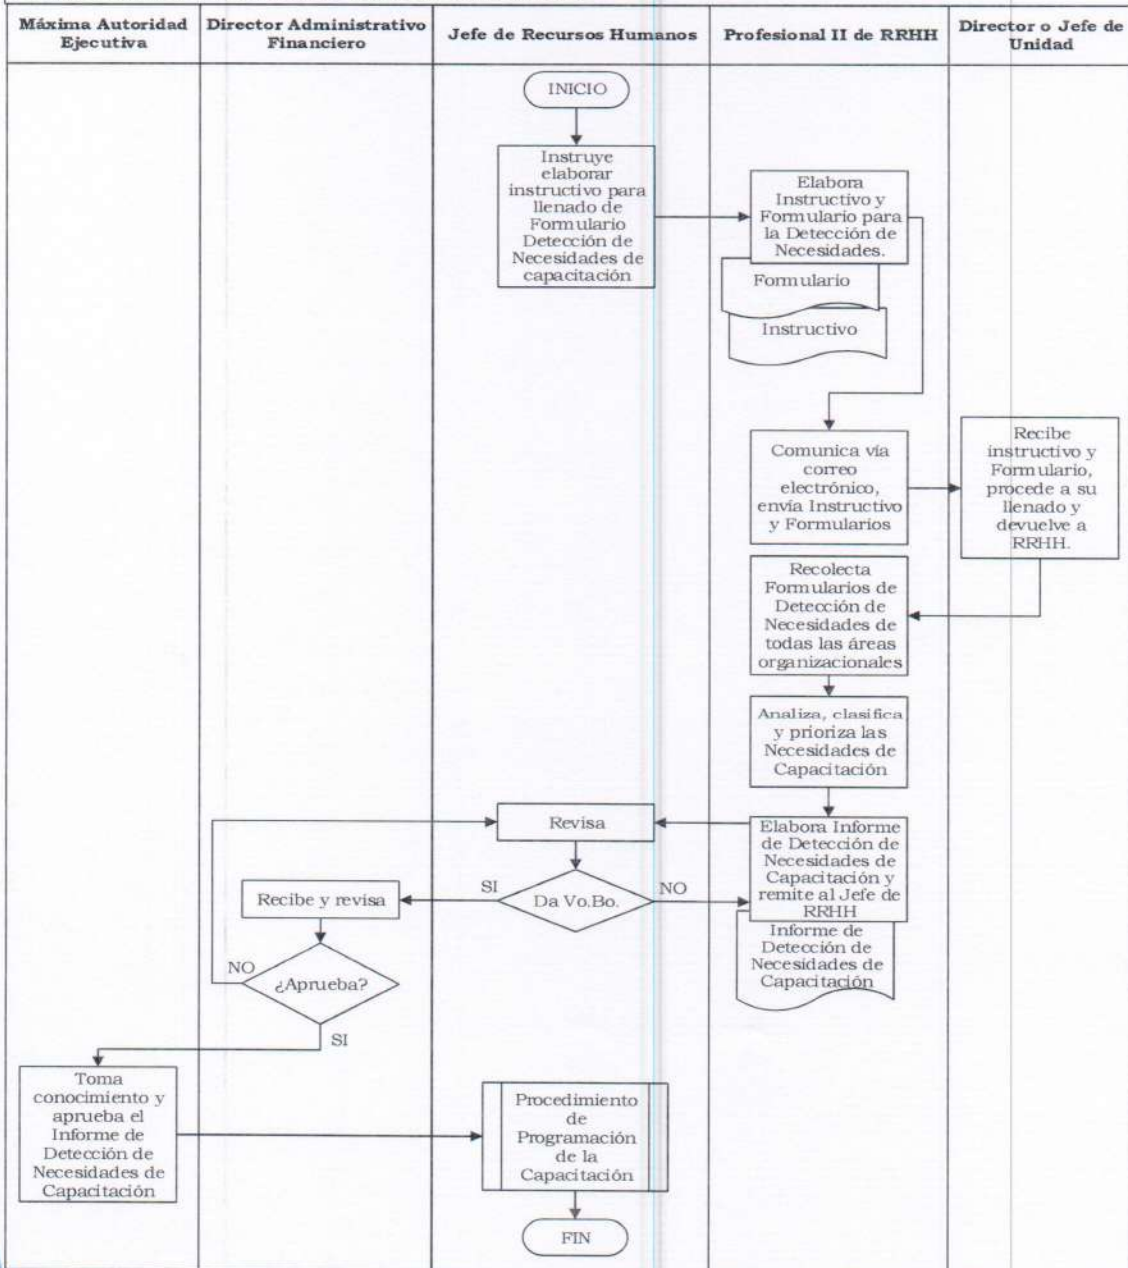 Máxima Autoridad
Ejecutiva
Director Administrativo
Financiero
Jefe de Recursos Humanos
Profesional II de RRHH
Director o Jefe de
Unidad
INICIO
Instruye
elaborar
instructivo para
llenado de
Formulario
Detección de
Necesidades de
capacitación
Elabora
Instructivo y
Formulario para
la Detección de
Necesidades.
Formulario
Instructivo
Comunica vía
correo
electrónico,
envía Instructivo
y Formularios
Recibe
instructivo y
Formulario,
procede a su
llenado y
devuelve a
RRHH.
Recolecta
Formularios de
Detección de
Necesidades de
todas las áreas
organizacionales
Analiza, clasifica
y prioriza las
Necesidades de
Capacitación
Elabora Informe
de Detección de
Necesidades de
Capacitación y
remite al Jefe de
RRHH
Informe de
Detección de
Necesidades de
Capacitación
Revisa
Da Vo.Bo.
SI
NO
Recibe y revisa
¿Aprueba?
NO
SI
Toma
conocimiento y
aprueba el
Informe de
Detección de
Necesidades de
Capacitación
Procedimiento
de
Programación
de la
Capacitación
FIN